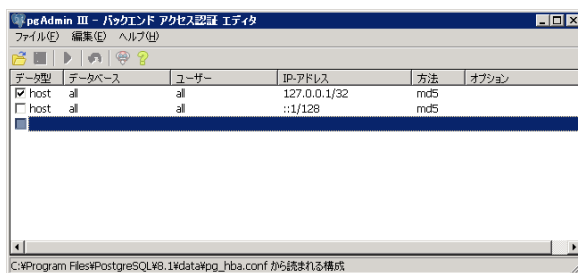 pgAdmin III - バックエンド アクセス認証 エディタ
ファイル(F) 編集(E) ヘルプ(H)
データ型 データベース ユーザー IP-アドレス 方法 オプション
host all all 127.0.0.1/32 md5
host all all ::1/128 md5
C:¥Program Files¥PostgreSQL¥8.1¥data¥pg_hba.conf から読まれる構成